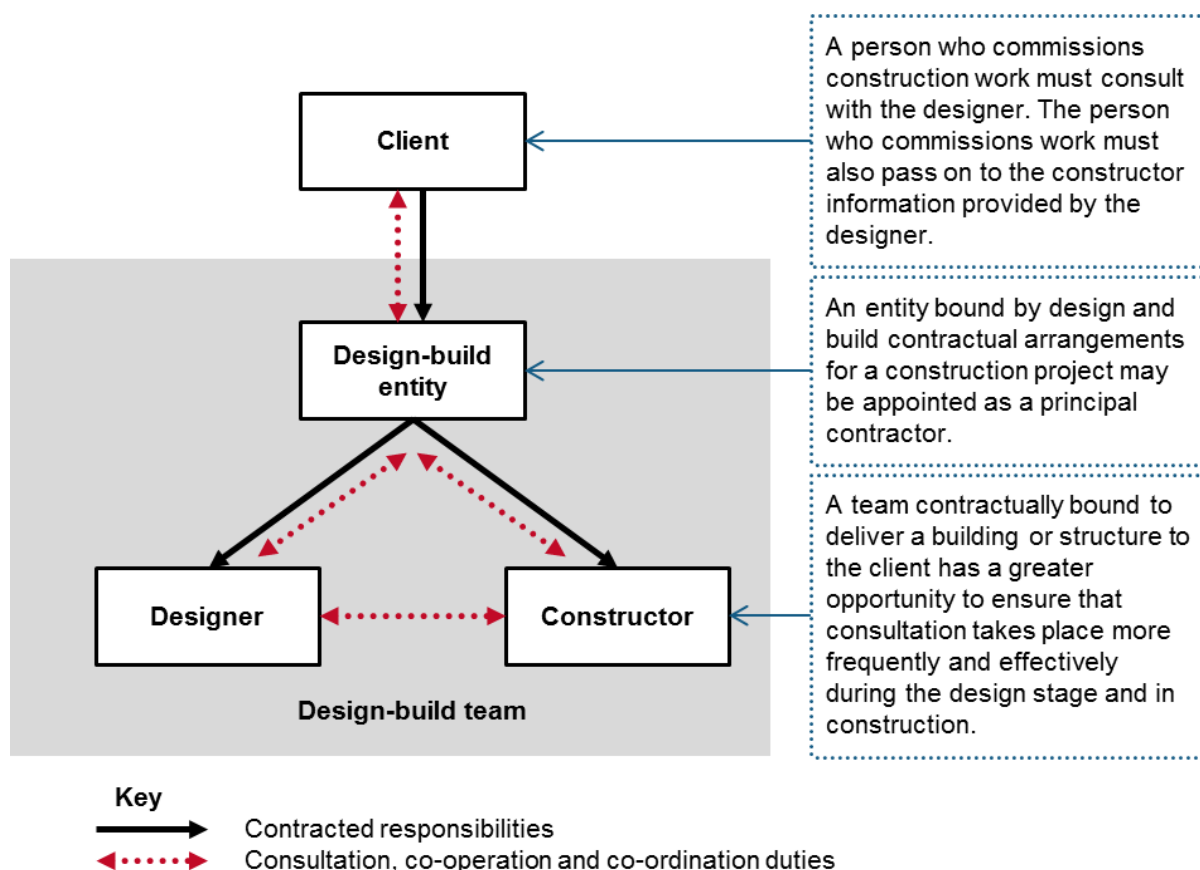 Client
Design-build
entity
Designer
Constructor
Design-build team
A person who commissions
construction work must consult
with the designer. The person
who commissions work must
also pass on to the constructor
information provided by the
designer.
An entity bound by design and
build contractual arrangements
for a construction project may
be appointed as a principal
contractor.
A team contractually bound to
deliver a building or structure to
the client has a greater
opportunity to ensure that
consultation takes place more
frequently and effectively
during the design stage and in
construction.
Key
Contracted responsibilities
Consultation, co-operation and co-ordination duties